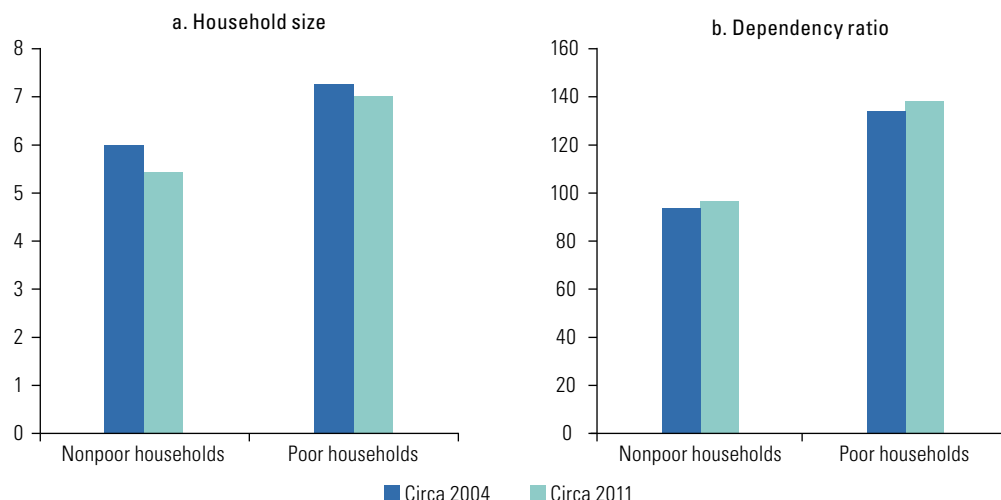 a. Household size
8
7
6
5
4
3
2
1
0
Nonpoor households
Poor households
b. Dependency ratio
160
140
120
100
80
60
40
20
0
Nonpoor households
Poor households
Circa 2004
Circa 2011